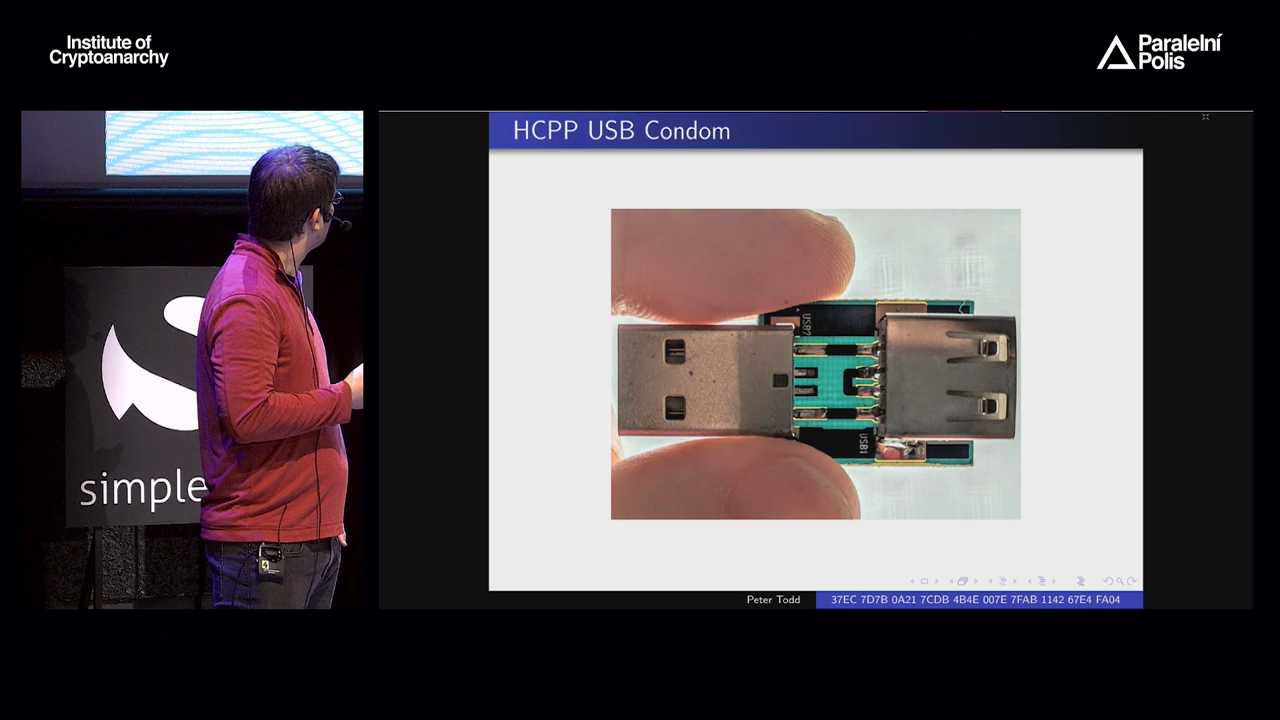 Institute of
Cryptoanarchy
Paralelní
Polis
HCPP USB Condom
USB2
USB1
simple
Peter Todd
37EC 7D7B 0A21 7CDB 4B4E 007E 7FAB 1142 67E4 FA04